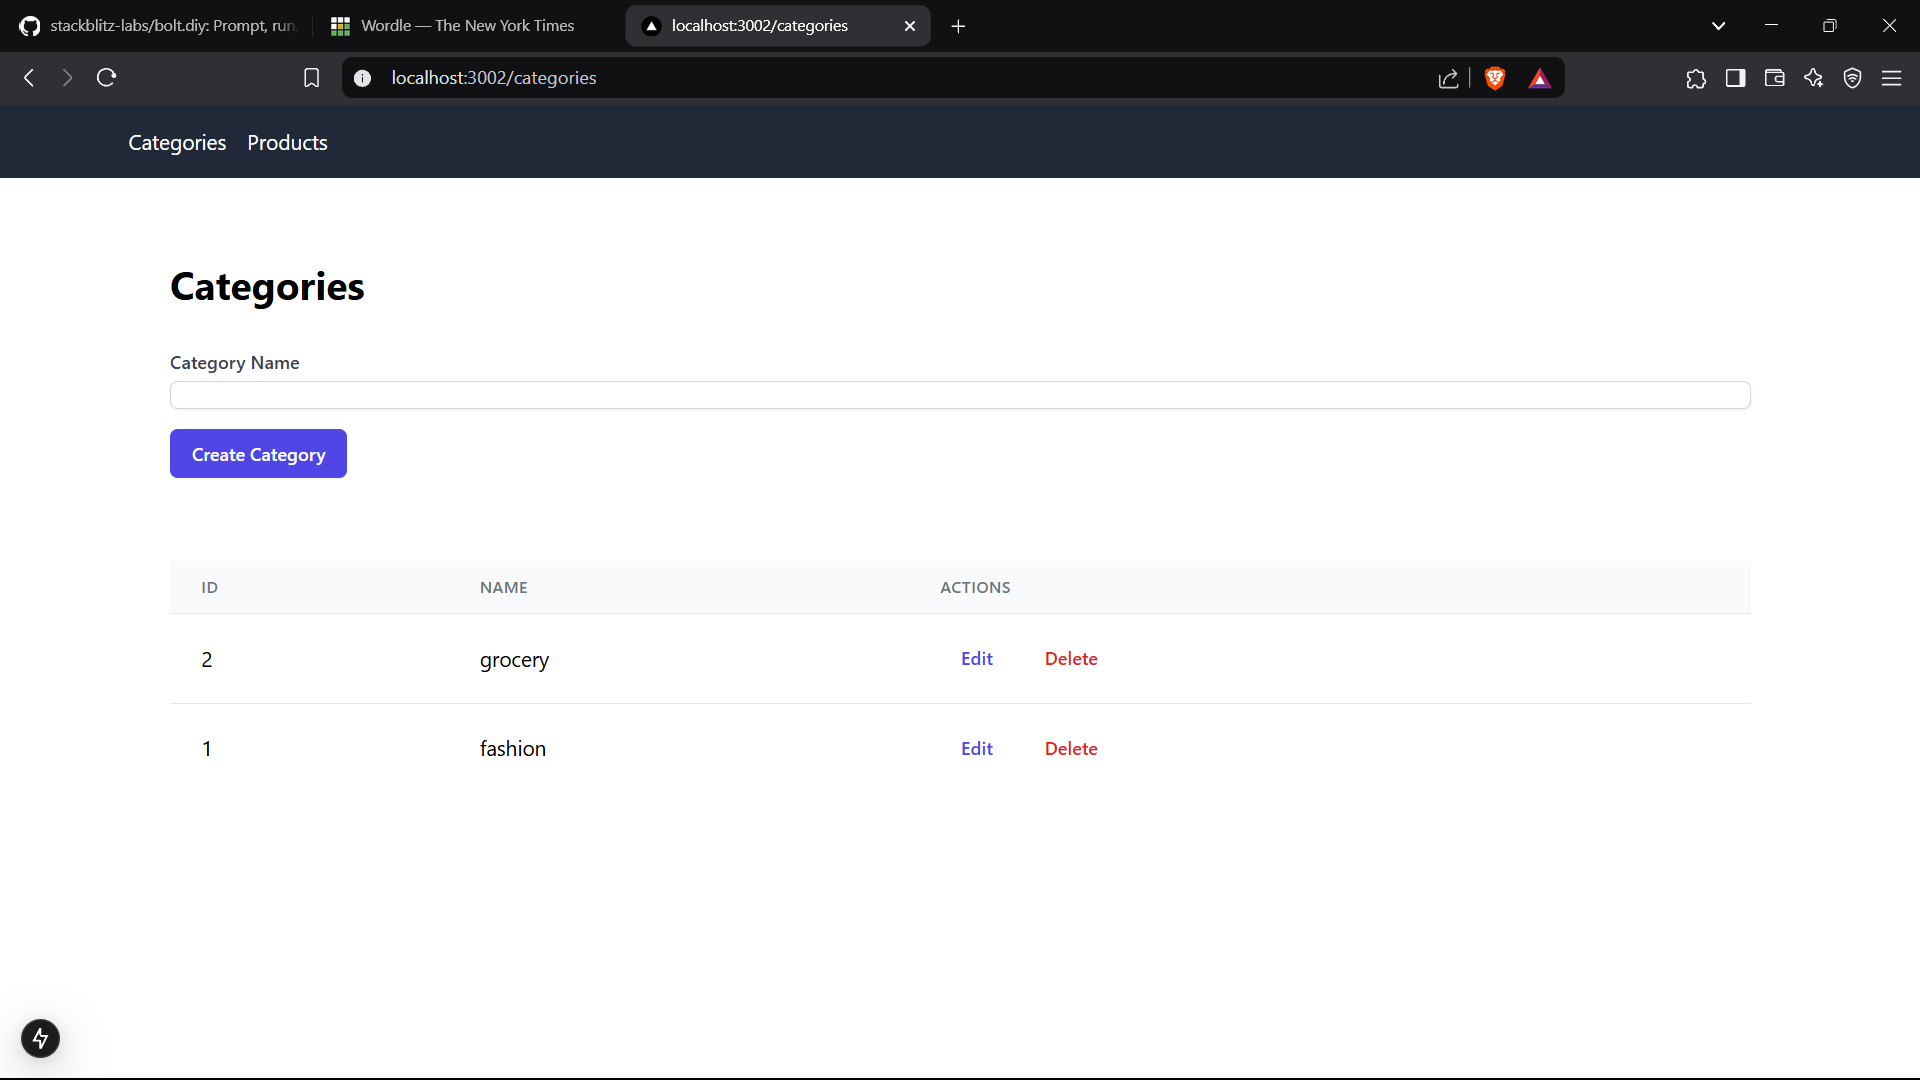 stackblitz-labs/bolt.diy: Prompt, run,
Wordle — The New York Times
localhost:3002/categories
localhost:3002/categories
Categories Products
Categories
Category Name
Create Category
ID NAME ACTIONS
2 grocery Edit Delete
1 fashion Edit Delete